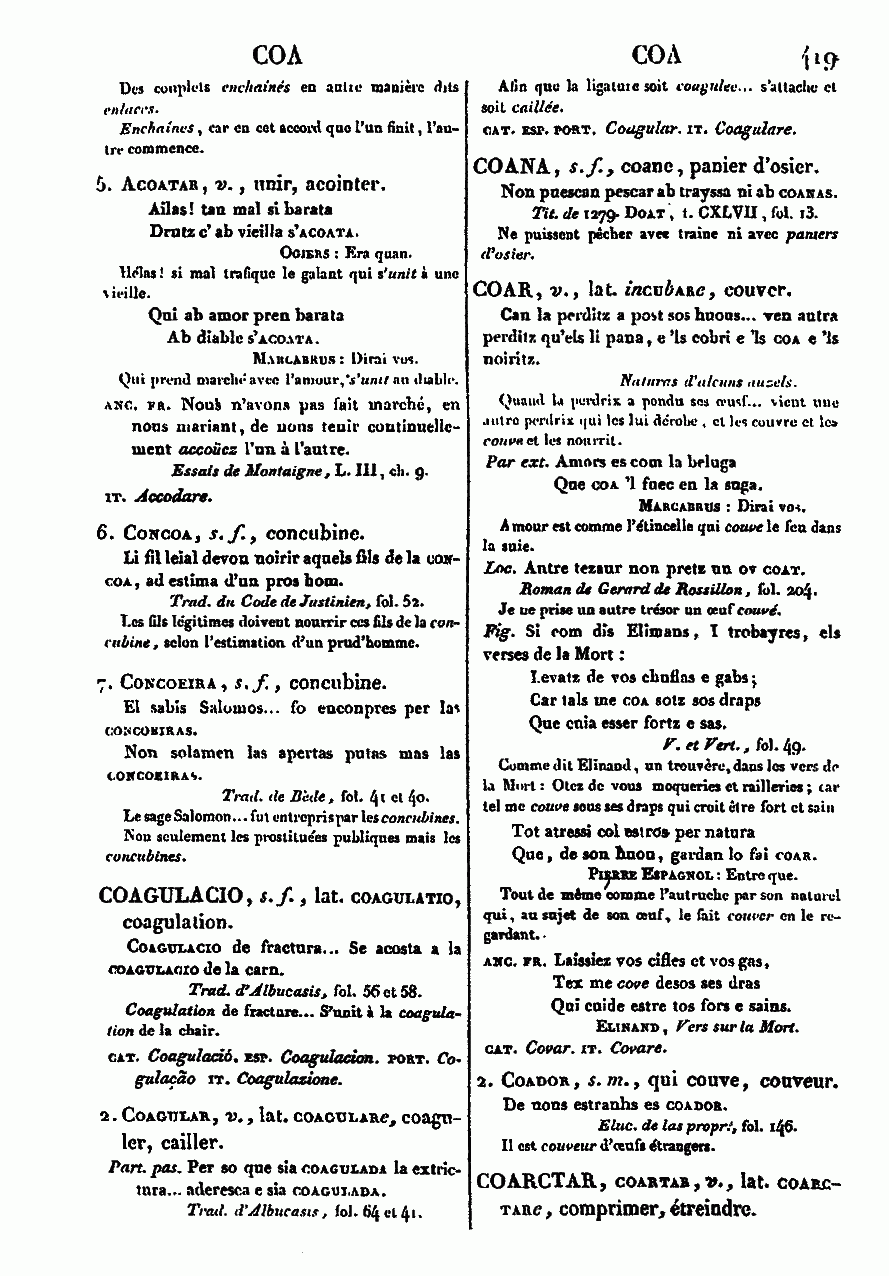 COA
COA
419
Des couplets enchaînés en autre manière dits
enlaces.
Enchaînes, car en cet accord que l'un finit, l'au-
tre commence.
5. Acoatar, v., unir, acointer.
Ailas! tan mal si barata
Drutz c'ab vieilla s'acoata.
Ogiers : Era quan.
Hélas! si mal trafique le galant qui s'unit à une
vieille.
Qui ab amor pren barata
Ab diable s'acoata.
Marcabrus : Dirai vos.
Qui prend marché avec l'amour, s'unit au diable.
anc. fr. Nous n'avons pas fait marché, en
nous mariant, de nous tenir continuelle-
ment accoüez l'un à l'autre.
Essais de Montaigne, L. III, ch. 9.
it. Accodare.
6. Concoa, s. f., concubine.
Li fil leial devon noirir aquels fils de la con-
coa, ad estima d'un pros hom.
Trad. du Code de Justinien, fol. 52.
Les fils légitimes doivent nourrir ces fils de la con-
cubine, selon l'estimation d'un prud'homme.
7. Concoeira, s. f., concubine.
El sabis Salomos... fo enconpres per las
concoeiras.
Non solamen las apertas putas mas las
concoeiras.
Trad. de Bède, fol. 41 et 40.
Le sage Salomon... fut entrepris par les concubines.
Non seulement les prostituées publiques mais les
concubines.
COAGULACIO, s. f., lat. coagulatio,
coagulation.
Coagulacio de fractura... Se acosta a la
coagulacio de la carn.
Trad. d'Albucasis, fol. 56 et 58.
Coagulation de fracture... S'unit à la coagula-
tion de la chair.
cat. Coagulació. esp. Coagulacion. port. Co-
gulação it. Coagulazione.
2. Coagular, v., lat. coagulare, coagu-
ler, cailler.
Part. pas. Per so que sia coagulada la extric-
tura... aderesca e sia coagulada.
Trad. d'Albucasis, fol. 64 et 41.
Afin que la ligature soit coagulee... s'attache et
soit caillée.
cat. esp. port. Coagular. it. Coagulare.
COANA, s. f., coane, panier d'osier.
Non puescan pescar ab trayssa ni ab coanas.
Tit. de 1279. Doat, t. CXLVII, fol. 13.
Ne puissent pêcher avec traine ni avec paniers
d'osier.
COAR, v., lat. incubare, couver.
Can la perditz a post sos huous... ven autra
perditz qu'els li pana, e 'ls cobri e 'ls coa e 'ls
noiritz.
Naturas d'alcuns auzels.
Quand la perdrix a pondu ses œufs... vient une
autre perdrix qui les lui dérobe, et les couvre et les
couve et les nourrit.
Par ext. Amors es com la beluga
Que coa 'l fuec en la suga.
Marcabrus : Dirai vos.
Amour est comme l'étincelle qui couve le feu dans
la suie.
Loc. Autre tezaur non pretz un ov coat.
Roman de Gerard de Rossillon, fol. 204.
Je ne prise un autre trésor un œuf couvé.
Fig. Si com dis Elimans, I trobayres, els
verses de la Mort :
Levatz de vos chuflas e gabs;
Car tals me coa sotz sos draps
Que cuia esser fortz e sas.
V. et Vert., fol. 49.
Comme dit Elinand, un trouvère, dans les vers de
la Mort : Otez de vous moqueries et railleries; car
tel me couve sous ses draps qui croit être fort et sain
Tot atressi col estros per natura
Que, de son huou, gardan lo fai coar.
Pierre Espagnol : Entre que.
Tout de même comme l'autruche par son naturel
qui, au sujet de son œuf, le fait couver en le re-
gardant.
anc. fr. Laissiez vos cifles et vos gas,
Tex me cove desos ses dras
Qui cuide estre tos fors e sains.
Elinand, Vers sur la Mort.
cat. Covar. it. Covare.
2. Coador, s. m., qui couve, couveur.
De uous estranhs es coador.
Eluc. de las propr., fol. 146.
Il est couveur d'œufs étrangers.
COARCTAR, coartar, v., lat. coarc-
tare, comprimer, étreindre.